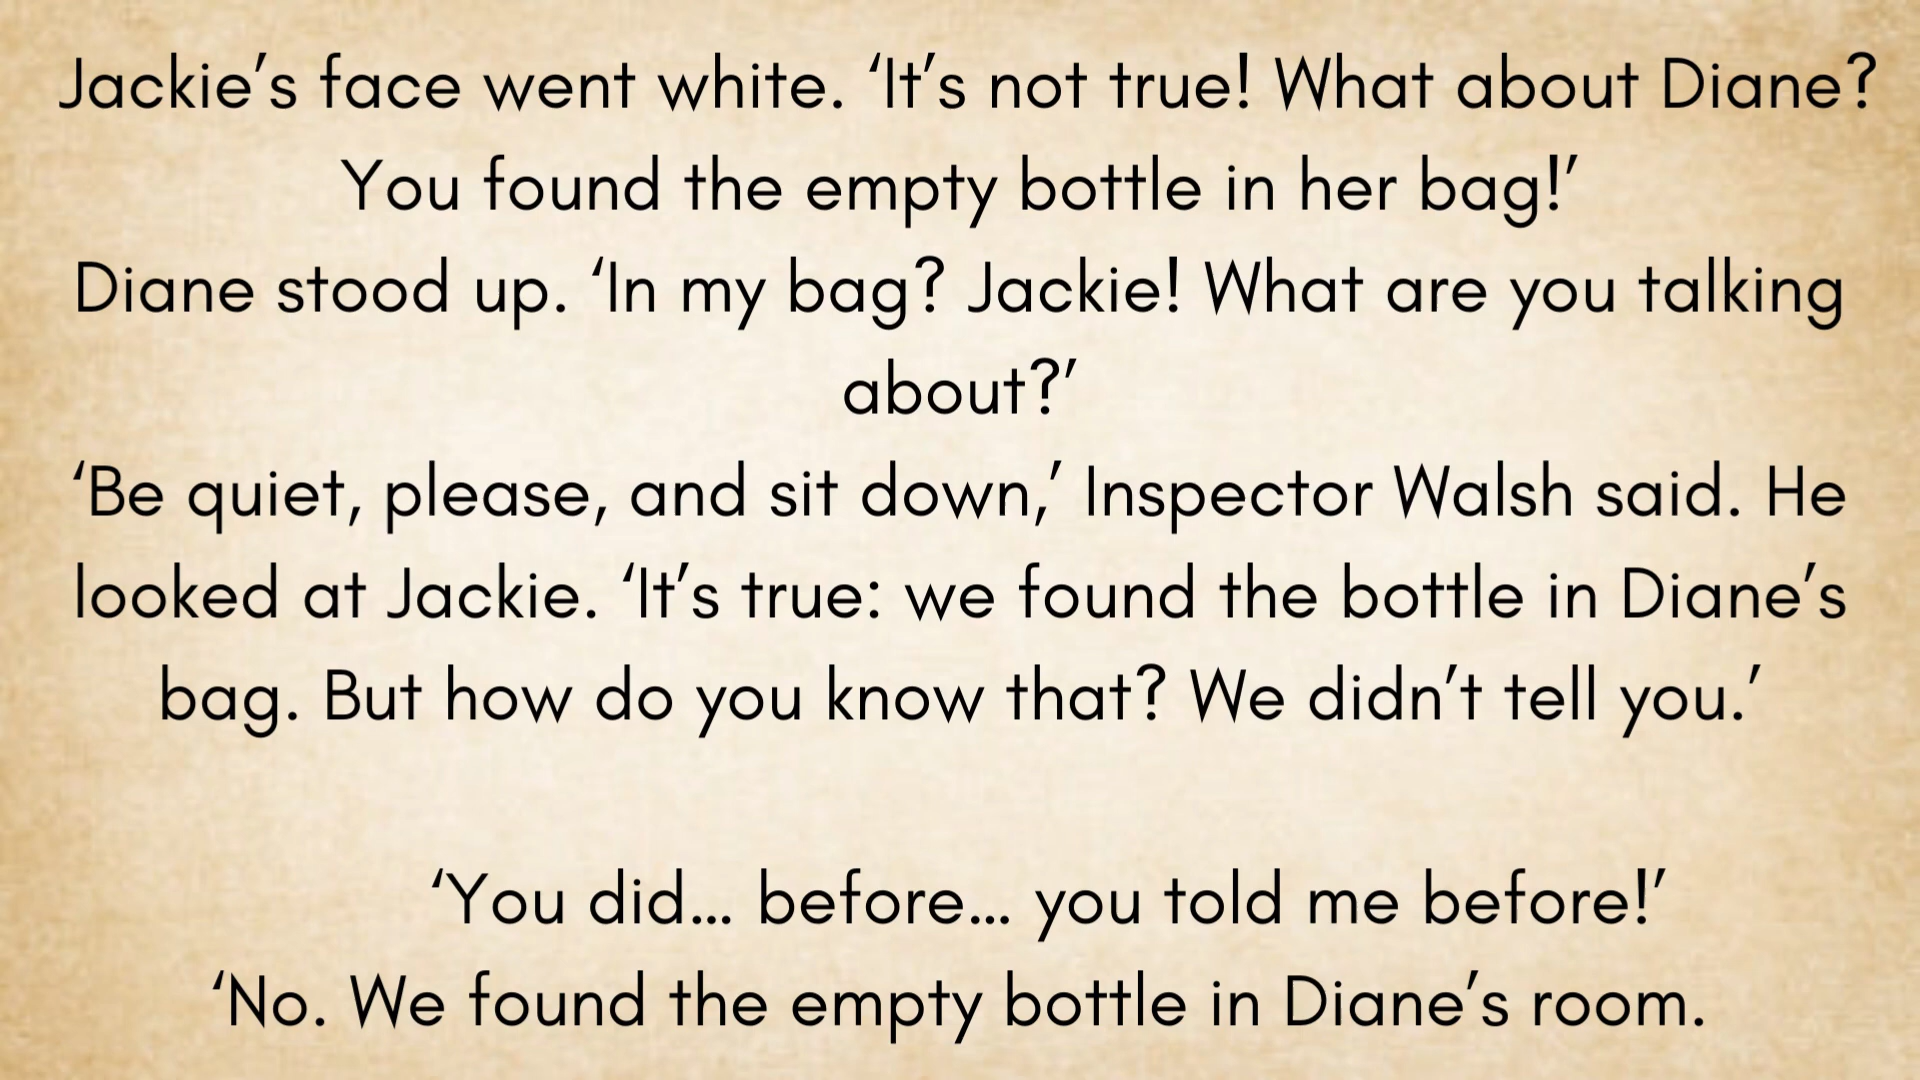 Jackie’s face went white. ‘It’s not true! What about Diane?
You found the empty bottle in her bag!’
Diane stood up. ‘In my bag? Jackie! What are you talking
about?’
‘Be quiet, please, and sit down,’ Inspector Walsh said. He
looked at Jackie. ‘It’s true: we found the bottle in Diane’s
bag. But how do you know that? We didn’t tell you.’
‘You did... before... you told me before!’
‘No. We found the empty bottle in Diane’s room.